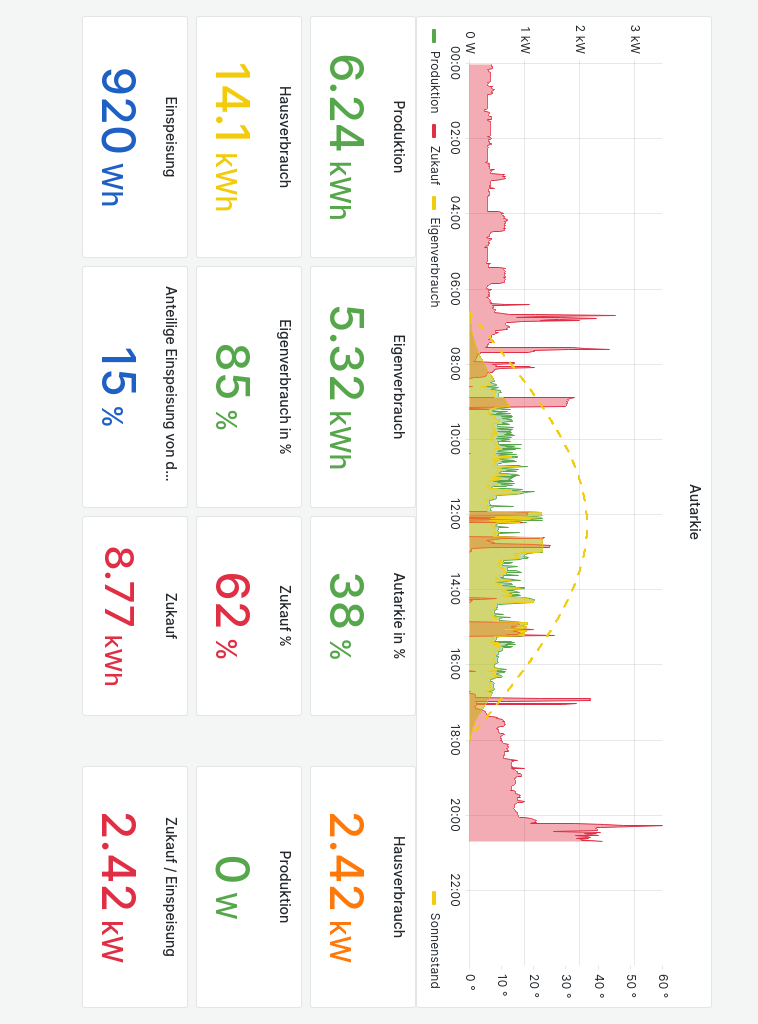 Autarkie
3 kW
2 kW
1 kW
0 W
60 °
50 °
40 °
30 °
20 °
10 °
0 °
00:00
02:00
04:00
06:00
08:00
10:00
12:00
14:00
16:00
18:00
20:00
22:00
Produktion Zukauf Eigenverbrauch
Sonnenstand
Produktion
6.24 kWh
Eigenverbrauch
5.32 kWh
Autarkie in %
38 %
Hausverbrauch
2.42 kW
Hausverbrauch
14.1 kWh
Eigenverbrauch in %
85 %
Zukauf %
62 %
Produktion
0 W
Einspeisung
920 Wh
Anteilige Einspeisung von d...
15 %
Zukauf
8.77 kWh
Zukauf / Einspeisung
2.42 kW